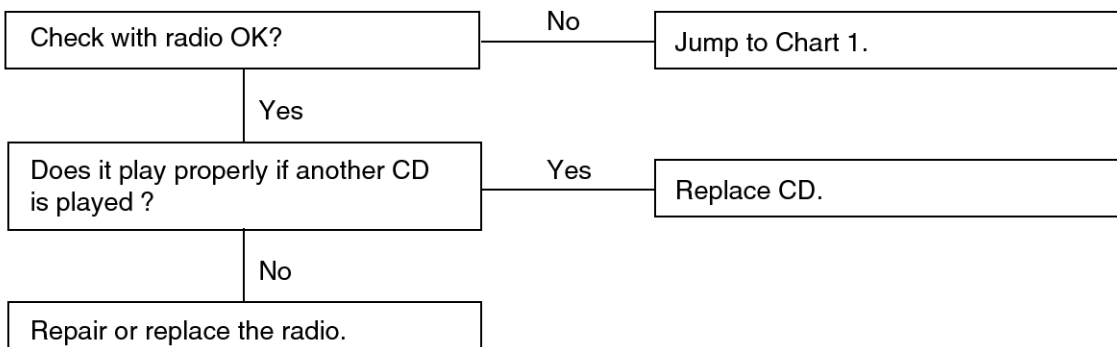 Check with radio OK?
No
Jump to Chart 1.
Yes
Does it play properly if another CD
is played ?
Yes
Replace CD.
No
Repair or replace the radio.